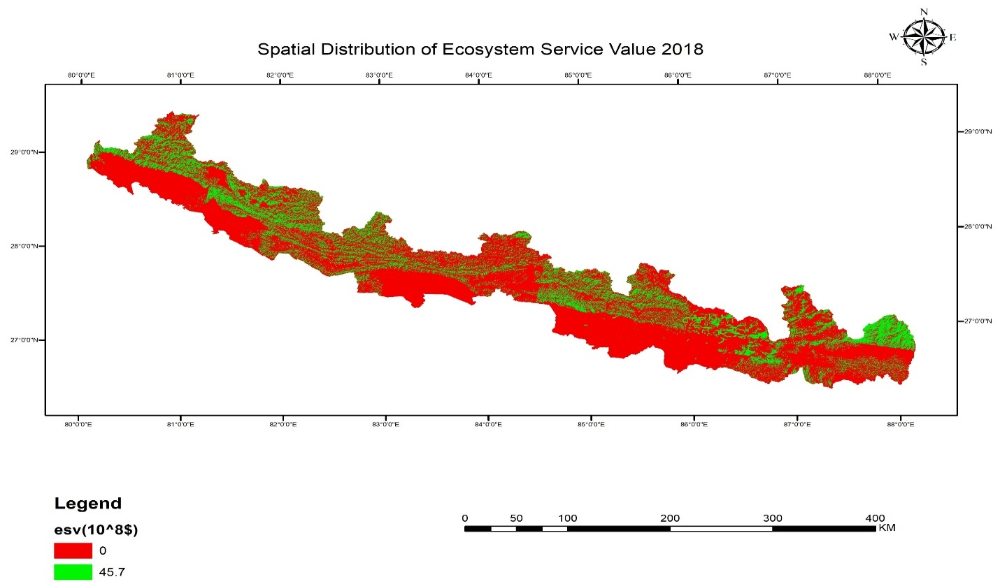 N
W E
S
Spatial Distribution of Ecosystem Service Value 2018
80°0'0"E 81°0'0"E 82°0'0"E 83°0'0"E 84°0'0"E 85°0'0"E 86°0'0"E 87°0'0"E 88°0'0"E
29°0'0"N
29°0'0"N
28°0'0"N
28°0'0"N
27°0'0"N
27°0'0"N
80°0'0"E 81°0'0"E 82°0'0"E 83°0'0"E 84°0'0"E 85°0'0"E 86°0'0"E 87°0'0"E 88°0'0"E
Legend
esv(10^8$)
0
45.7
0 50 100 200 300 400
KM